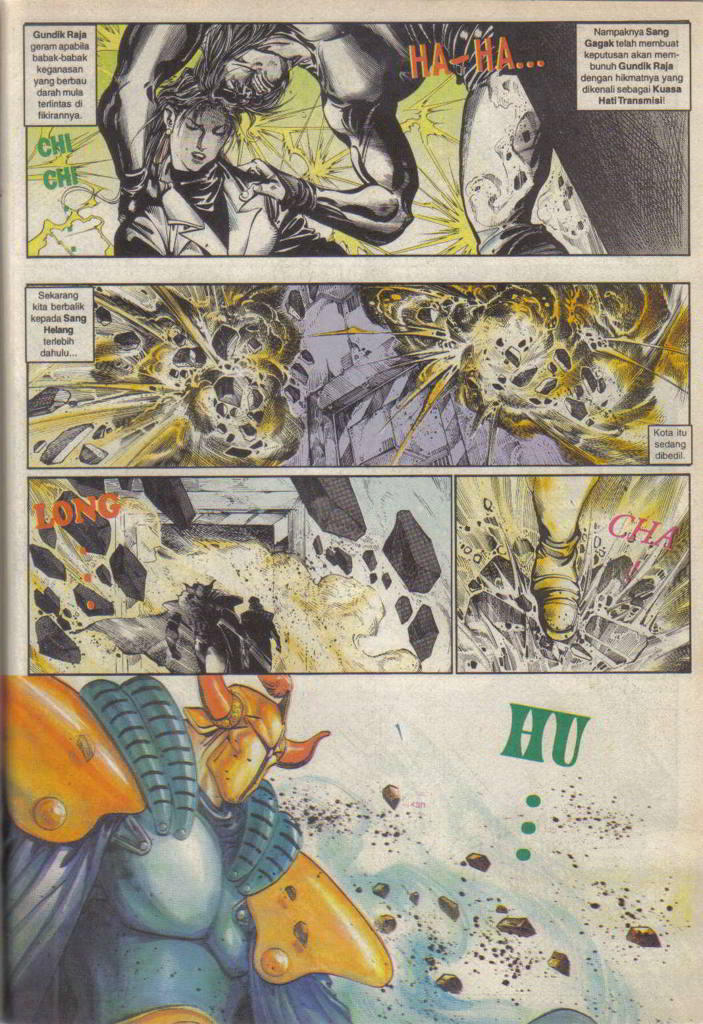 Gundik Raja
geram apabila
babak-babak
keganasan
yang berbau
darah mula
terlintas di
fikirannya.
HA-HA...
Nampaknya Sang
Gagak telah membuat
keputusan akan mem-
bunuh Gundik Raja
dengan hikmatnya yang
dikenali sebagai Kuasa
Hati Transmisi!
CHI
CHI
Sekarang
kita berbalik
kepada Sang
Helang
terlebih
dahulu...
Kota itu
sedang
dibedil.
LONG
...
CHA
!
HU
...